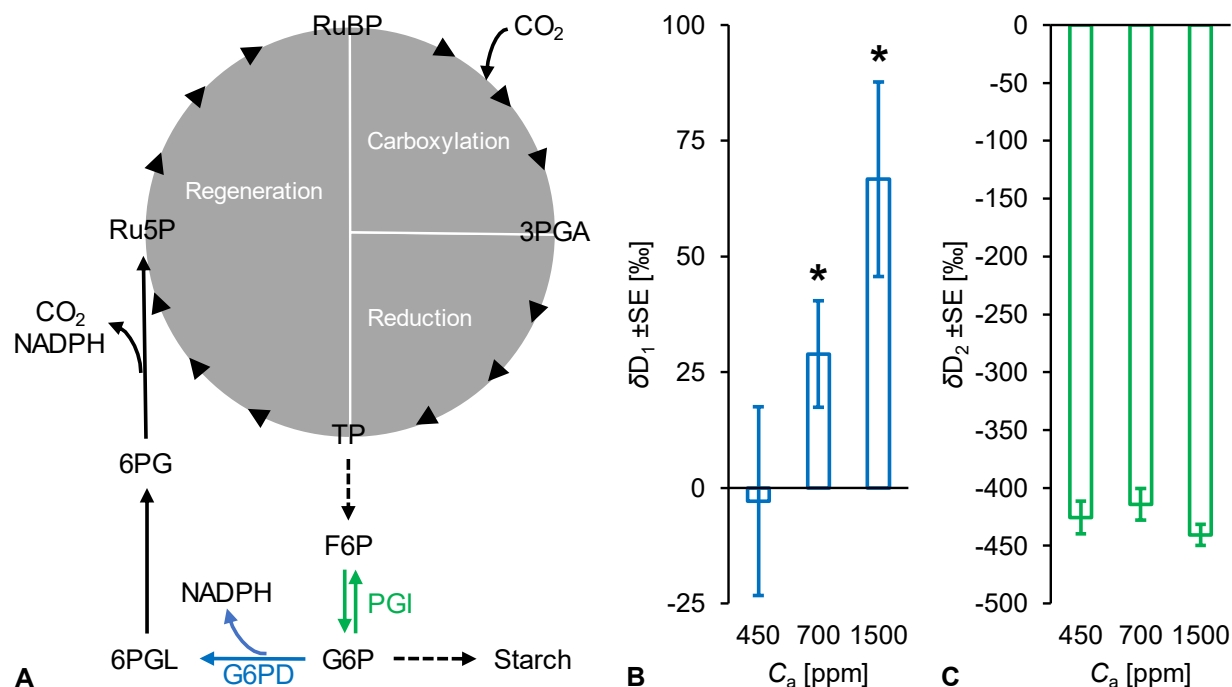 RuBP
CO₂
Carboxylation
Regeneration
Ru5P
3PGA
CO₂
NADPH
Reduction
TP
6PG
F6P
NADPH
PGI
6PGL
G6PD
G6P
Starch
A
δD₁ ±SE [‰]
100
75
50
25
0
-25
*
*
450 700 1500
Cₐ [ppm]
B
δD₂ ±SE [‰]
-0
-50
-100
-150
-200
-250
-300
-350
-400
-450
-500
450 700 1500
Cₐ [ppm]
C